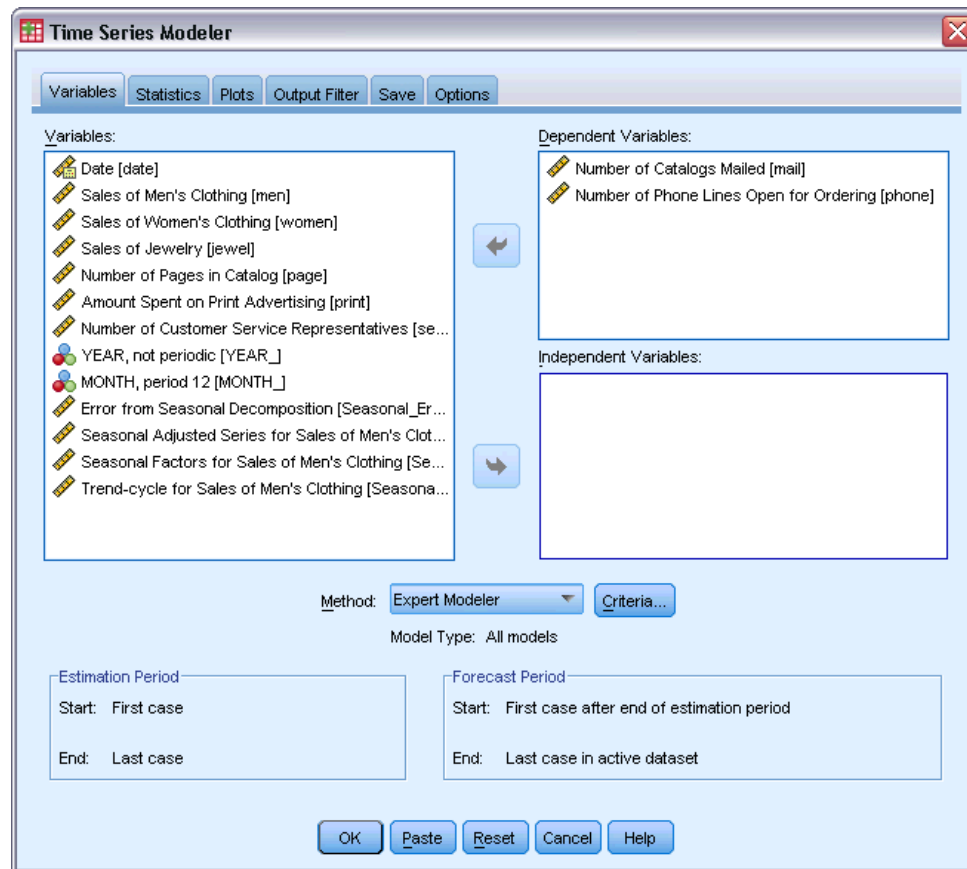 Time Series Modeler
Variables Statistics Plots Output Filter Save Options
Variables:
Date [date]
Sales of Men's Clothing [men]
Sales of Women's Clothing [women]
Sales of Jewelry [jewel]
Number of Pages in Catalog [page]
Amount Spent on Print Advertising [print]
Number of Customer Service Representatives [se...
YEAR, not periodic [YEAR_]
MONTH, period 12 [MONTH_]
Error from Seasonal Decomposition [Seasonal_Er...
Seasonal Adjusted Series for Sales of Men's Clot...
Seasonal Factors for Sales of Men's Clothing [Se...
Trend-cycle for Sales of Men's Clothing [Seasona...
Dependent Variables:
Number of Catalogs Mailed [mail]
Number of Phone Lines Open for Ordering [phone]
Independent Variables:
Method: Expert Modeler Criteria...
Model Type: All models
Estimation Period
Start: First case
End: Last case
Forecast Period
Start: First case after end of estimation period
End: Last case in active dataset
OK Paste Reset Cancel Help